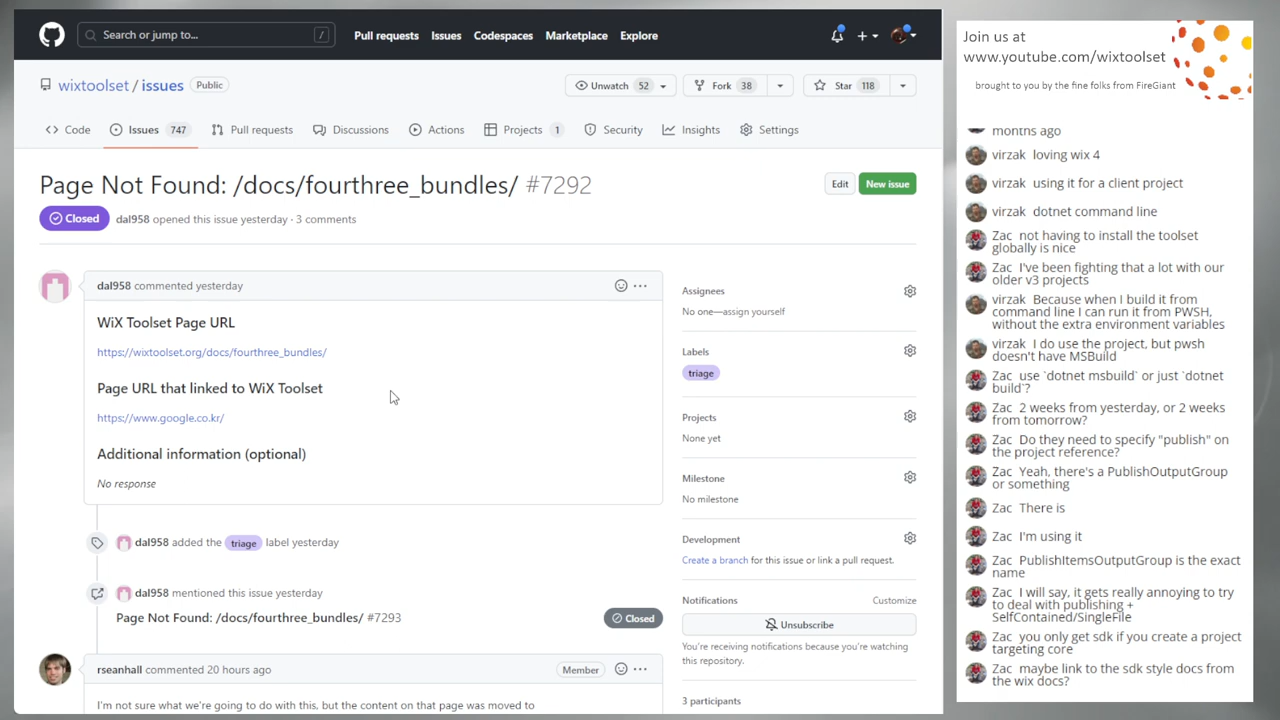 Search or jump to...
/
Pull requests
Issues
Codespaces
Marketplace
Explore
wixtoolset / issues
Public
Unwatch 52
Fork 38
Star 118
Code
Issues 747
Pull requests
Discussions
Actions
Projects 1
Security
Insights
Settings
Page Not Found: /docs/fourthree_bundles/ #7292
Edit
New issue
Closed
dal958 opened this issue yesterday · 3 comments
dal958 commented yesterday
WiX Toolset Page URL
https://wixtoolset.org/docs/fourthree_bundles/
Page URL that linked to WiX Toolset
https://www.google.co.kr/
Additional information (optional)
No response
dal958 added the triage label yesterday
dal958 mentioned this issue yesterday
Page Not Found: /docs/fourthree_bundles/ #7293
Closed
rseanhall commented 20 hours ago
Member
I'm not sure what we're going to do with this, but the content on that page was moved to
Assignees
No one—assign yourself
Labels
triage
Projects
None yet
Milestone
No milestone
Development
Create a branch for this issue or link a pull request.
Notifications
Customize
Unsubscribe
You're receiving notifications because you're watching
this repository.
3 participants
Join us at
www.youtube.com/wixtoolset
brought to you by the fine folks from FireGiant
months ago
virzak loving wix 4
virzak using it for a client project
virzak dotnet command line
Zac not having to install the toolset
globally is nice
Zac I've been fighting that a lot with our
older v3 projects
virzak Because when I build it from
command line I can run it from PWSH,
without the extra environment variables
virzak I do use the project, but pwsh
doesn't have MSBuild
Zac use `dotnet msbuild` or just `dotnet
build`?
Zac 2 weeks from yesterday, or 2 weeks
from tomorrow?
Zac Do they need to specify "publish" on
the project reference?
Zac Yeah, there's a PublishOutputGroup
or something
Zac There is
Zac I'm using it
Zac PublishItemsOutputGroup is the exact
name
Zac I will say, it gets really annoying to try
to deal with publishing +
SelfContained/SingleFile
Zac you only get sdk if you create a project
targeting core
Zac maybe link to the sdk style docs from
the wix docs?